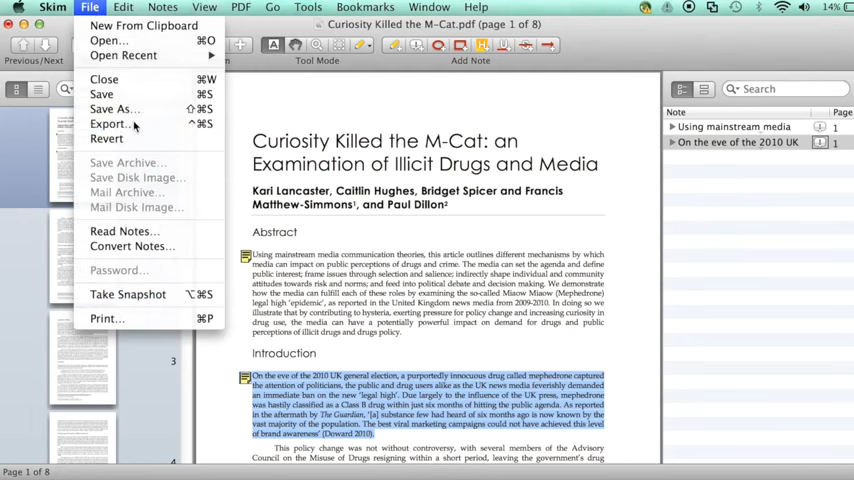 Skim File Edit Notes View PDF Go Tools Bookmarks Window Help 14%
Curiosity Killed the M-Cat.pdf (page 1 of 8)
Previous/Next Tool Mode Add Note
New From Clipboard
Open... ⌘O
Open Recent
Close ⌘W
Save ⌘S
Save As... ⇧⌘S
Export... ^⌘S
Revert
Save Archive...
Save Disk Image...
Mail Archive...
Mail Disk Image...
Read Notes...
Convert Notes...
Password...
Take Snapshot ⌥⌘S
Print... ⌘P
3
4
Curiosity Killed the M-Cat: an
Examination of Illicit Drugs and Media
Kari Lancaster, Caitlin Hughes, Bridget Spicer and Francis
Matthew-Simmons¹, and Paul Dillon²
Abstract
Using mainstream media communication theories, this article outlines different mechanisms by which
media can impact on public perceptions of drugs and crime. The media can set the agenda and define
public interest; frame issues through selection and salience; indirectly shape individual and community
attitudes towards risk and norms; and feed into political debate and decision making. We demonstrate
how the media can fulfill each of these roles by examining the so-called Miaow Miaow (Mephedrone)
legal high 'epidemic', as reported in the United Kingdom news media from 2009-2010. In doing so we
illustrate that by contributing to hysteria, exerting pressure for policy change and increasing curiosity in
drug use, the media can have a potentially powerful impact on demand for drugs and public
perceptions of illicit drugs and drugs policy.
Introduction
On the eve of the 2010 UK general election, a purportedly innocuous drug called mephedrone captured
the attention of politicians, the public and drug users alike as the UK news media feverishly demanded
an immediate ban on the new 'legal high'. Due largely to the influence of the UK press, mephedrone
was hastily classified as a Class B drug within just six months of hitting the public agenda. As reported
in the aftermath by The Guardian, '[a] substance few had heard of six months ago is now known by the
vast majority of the population. The best viral marketing campaigns could not have achieved this level
of brand awareness' (Doward 2010).
This policy change was not without controversy, with several members of the Advisory
Council on the Misuse of Drugs resigning within a short period, leaving the government's drug
Search
Note Page
Using mainstream media 1
On the eve of the 2010 UK 1
Page 1 of 8